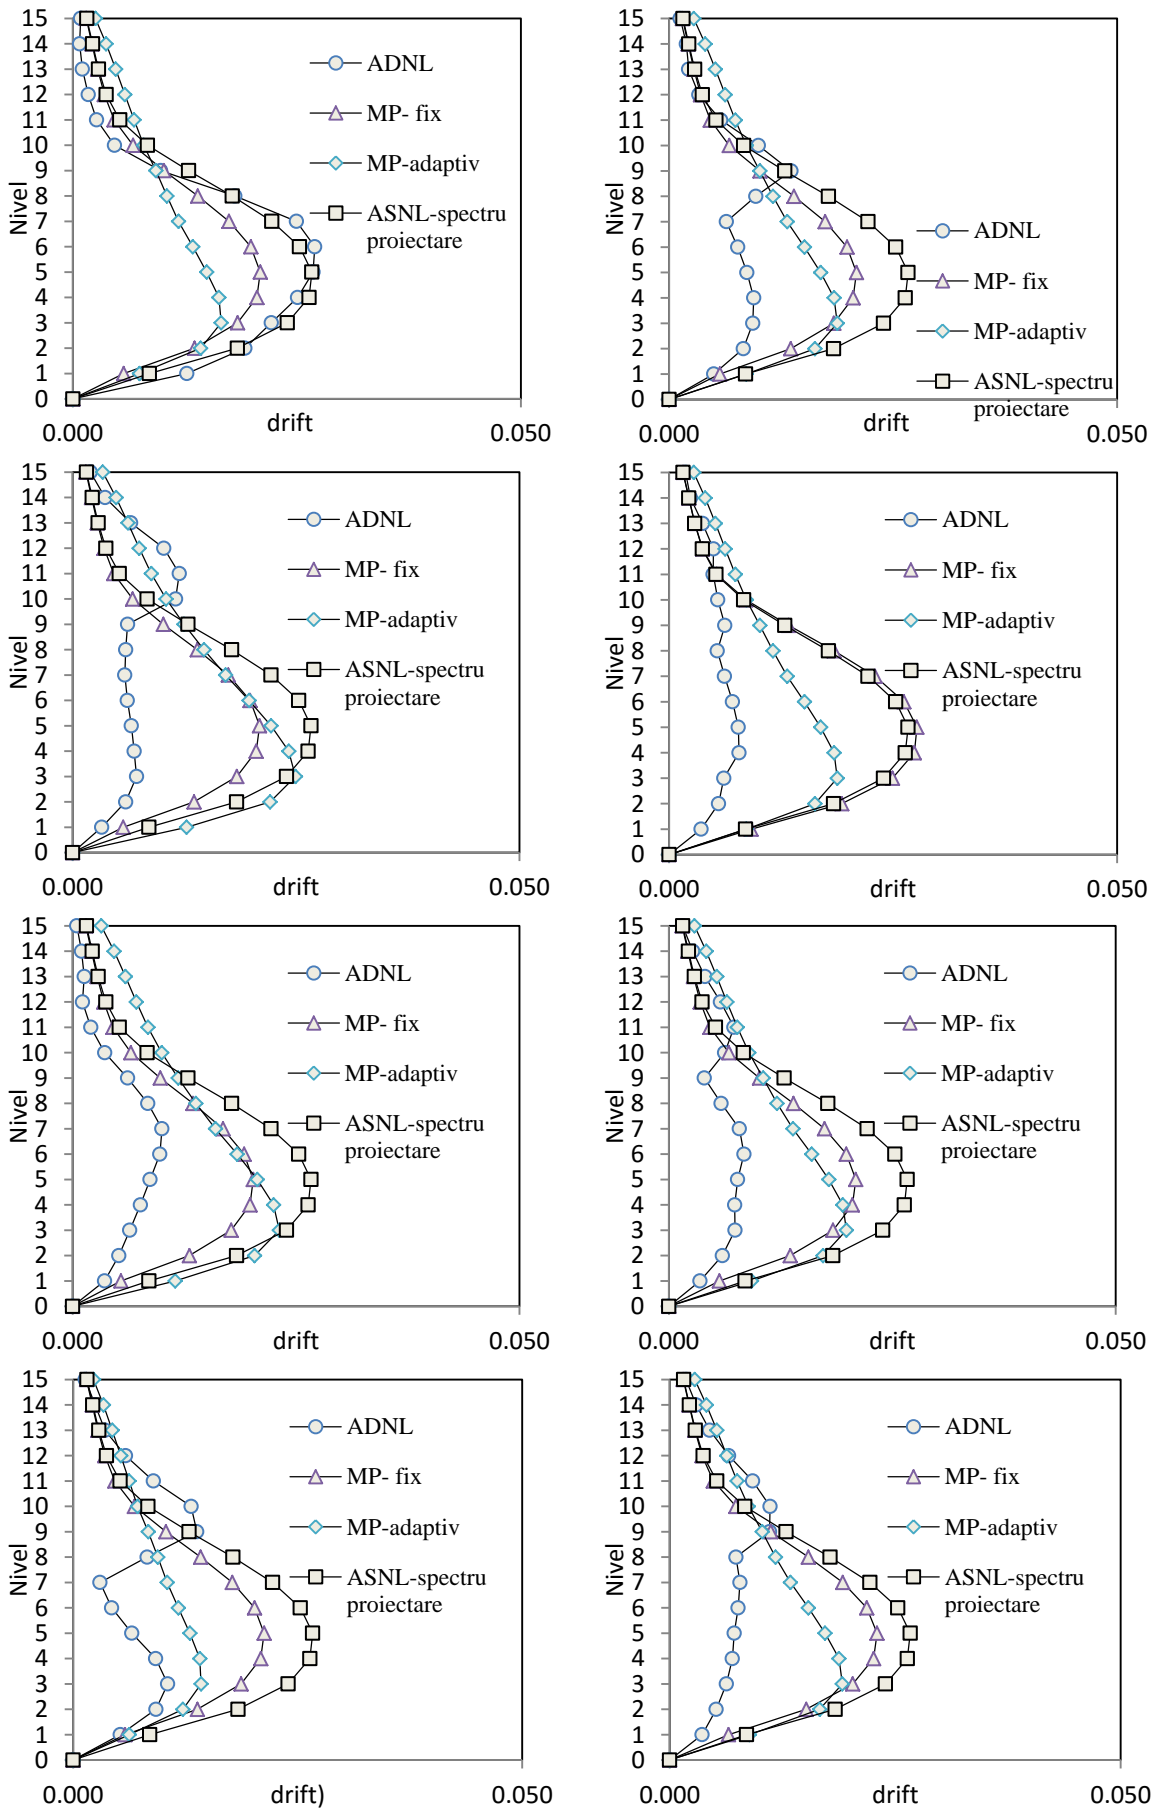 15
14
13
12
11
10
9
8
7
6
5
4
3
2
1
0
Nivel
0.000
drift
0.050
ADNL
MP- fix
MP-adaptiv
ASNL-spectru
proiectare
15
14
13
12
11
10
9
8
7
6
5
4
3
2
1
0
Nivel
0.000
drift
0.050
ADNL
MP- fix
MP-adaptiv
ASNL-spectru
proiectare
15
14
13
12
11
10
9
8
7
6
5
4
3
2
1
0
Nivel
0.000
drift
0.050
ADNL
MP- fix
MP-adaptiv
ASNL-spectru
proiectare
15
14
13
12
11
10
9
8
7
6
5
4
3
2
1
0
Nivel
0.000
drift
0.050
ADNL
MP- fix
MP-adaptiv
ASNL-spectru
proiectare
15
14
13
12
11
10
9
8
7
6
5
4
3
2
1
0
Nivel
0.000
drift
0.050
ADNL
MP- fix
MP-adaptiv
ASNL-spectru
proiectare
15
14
13
12
11
10
9
8
7
6
5
4
3
2
1
0
Nivel
0.000
drift
0.050
ADNL
MP- fix
MP-adaptiv
ASNL-spectru
proiectare
15
14
13
12
11
10
9
8
7
6
5
4
3
2
1
0
Nivel
0.000
drift)
0.050
ADNL
MP- fix
MP-adaptiv
ASNL-spectru
proiectare
15
14
13
12
11
10
9
8
7
6
5
4
3
2
1
0
Nivel
0.000
drift
0.050
ADNL
MP- fix
MP-adaptiv
ASNL-spectru
proiectare